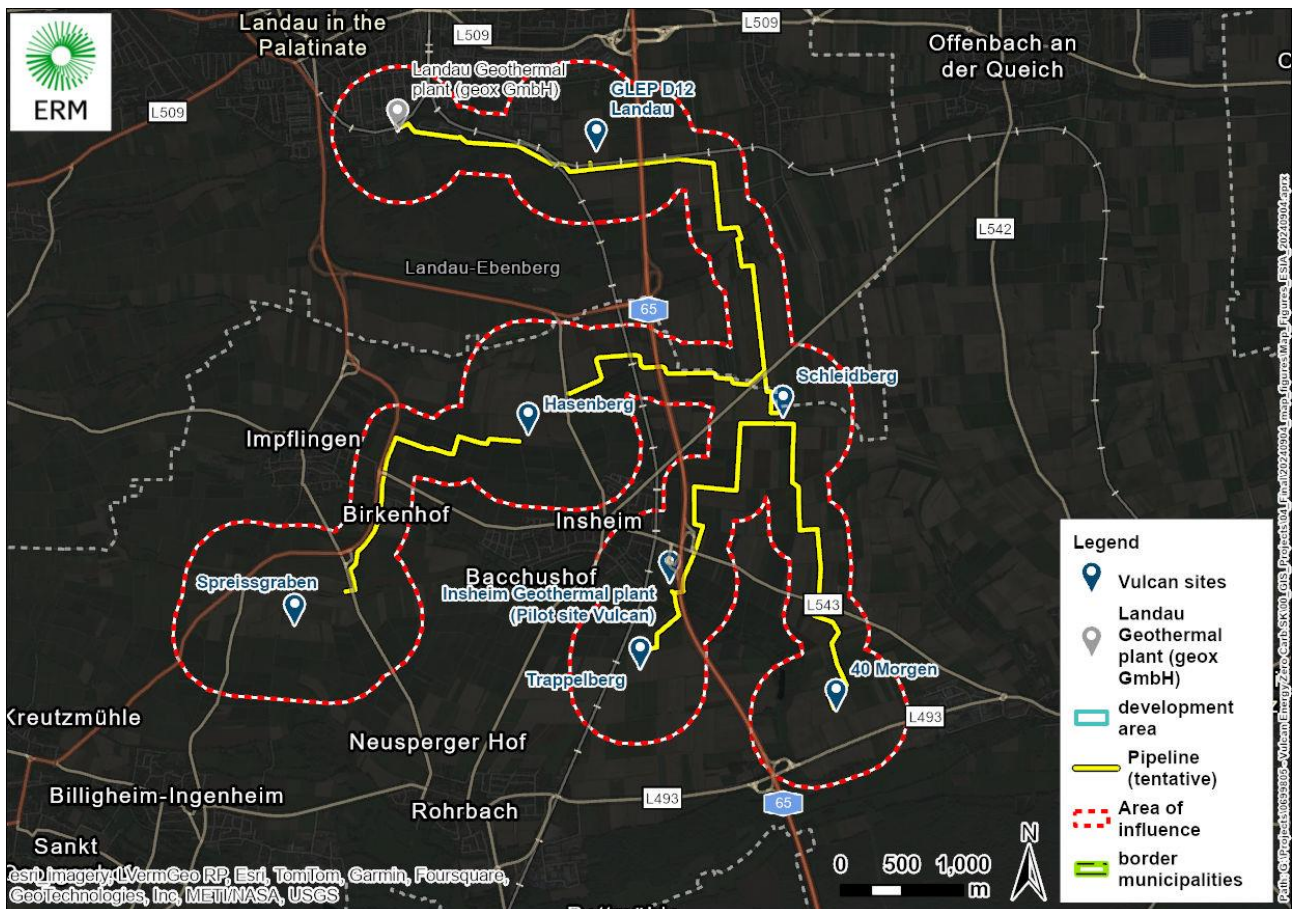 ERM
Landau in the
Palatinate
L509
L509
L509
Offenbach an
der Queich
Landau Geothermal
plant (geox GmbH)
GLEP D12
Landau
L542
Landau-Ebenberg
65
Schleidberg
Hasenberg
Impflingen
Birkenhof
Insheim
Spreissgraben
Bacchushof
Insheim Geothermal plant
(Pilot site Vulcan)
L543
Trappelberg
40 Morgen
Kreutzmühle
L493
Neusperger Hof
Billigheim-Ingenheim
Rohrbach
L493
65
Sankt
esri_imagery, LVermGeo RP, Esri, TomTom, Garmin, Foursquare,
GeoTechnologies, Inc, METI/NASA, USGS
Legend
Vulcan sites
Landau
Geothermal
plant (geox
GmbH)
development
area
Pipeline
(tentative)
Area of
influence
border
municipalities
N
0 500 1,000
m